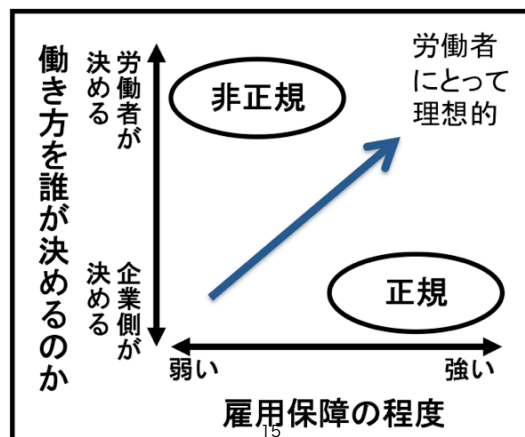 働き方を誰が決めるのか
労働者が
決める
企業側が
決める
非正規
労働者
にとって
理想的
正規
弱い
強い
雇用保障の程度
15